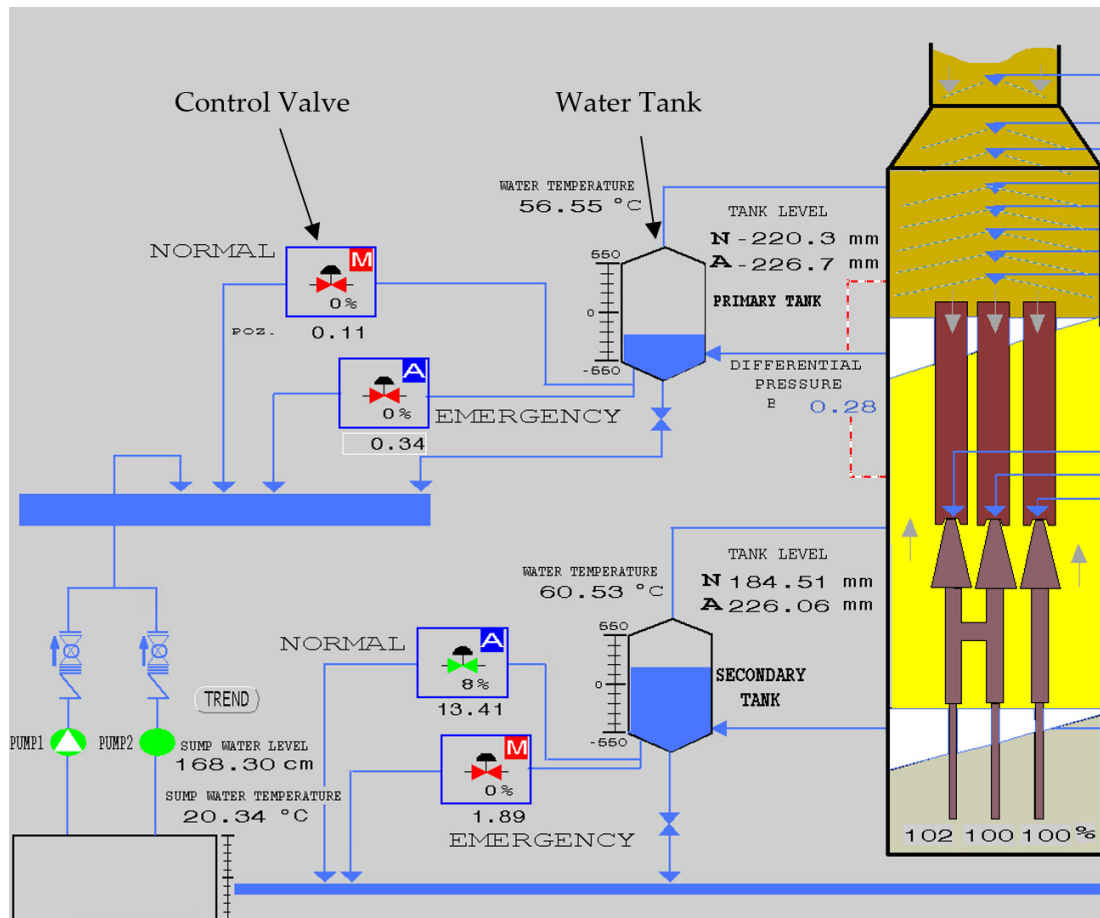 Control Valve
Water Tank
WATER TEMPERATURE
56.55 °C
TANK LEVEL
N -220.3 mm
A -226.7 mm
NORMAL
M
0%
POZ.
0.11
550
0
-550
PRIMARY TANK
A
0%
EMERGENCY
0.34
DIFFERENTIAL
PRESSURE
E
0.28
WATER TEMPERATURE
60.53 °C
TANK LEVEL
N 184.51 mm
A 226.06 mm
NORMAL
A
8%
13.41
550
0
-550
SECONDARY
TANK
TREND
PUMP1
PUMP2
SUMP WATER LEVEL
168.30 cm
M
0%
1.89
SUMP WATER TEMPERATURE
20.34 °C
EMERGENCY
102 100 100%